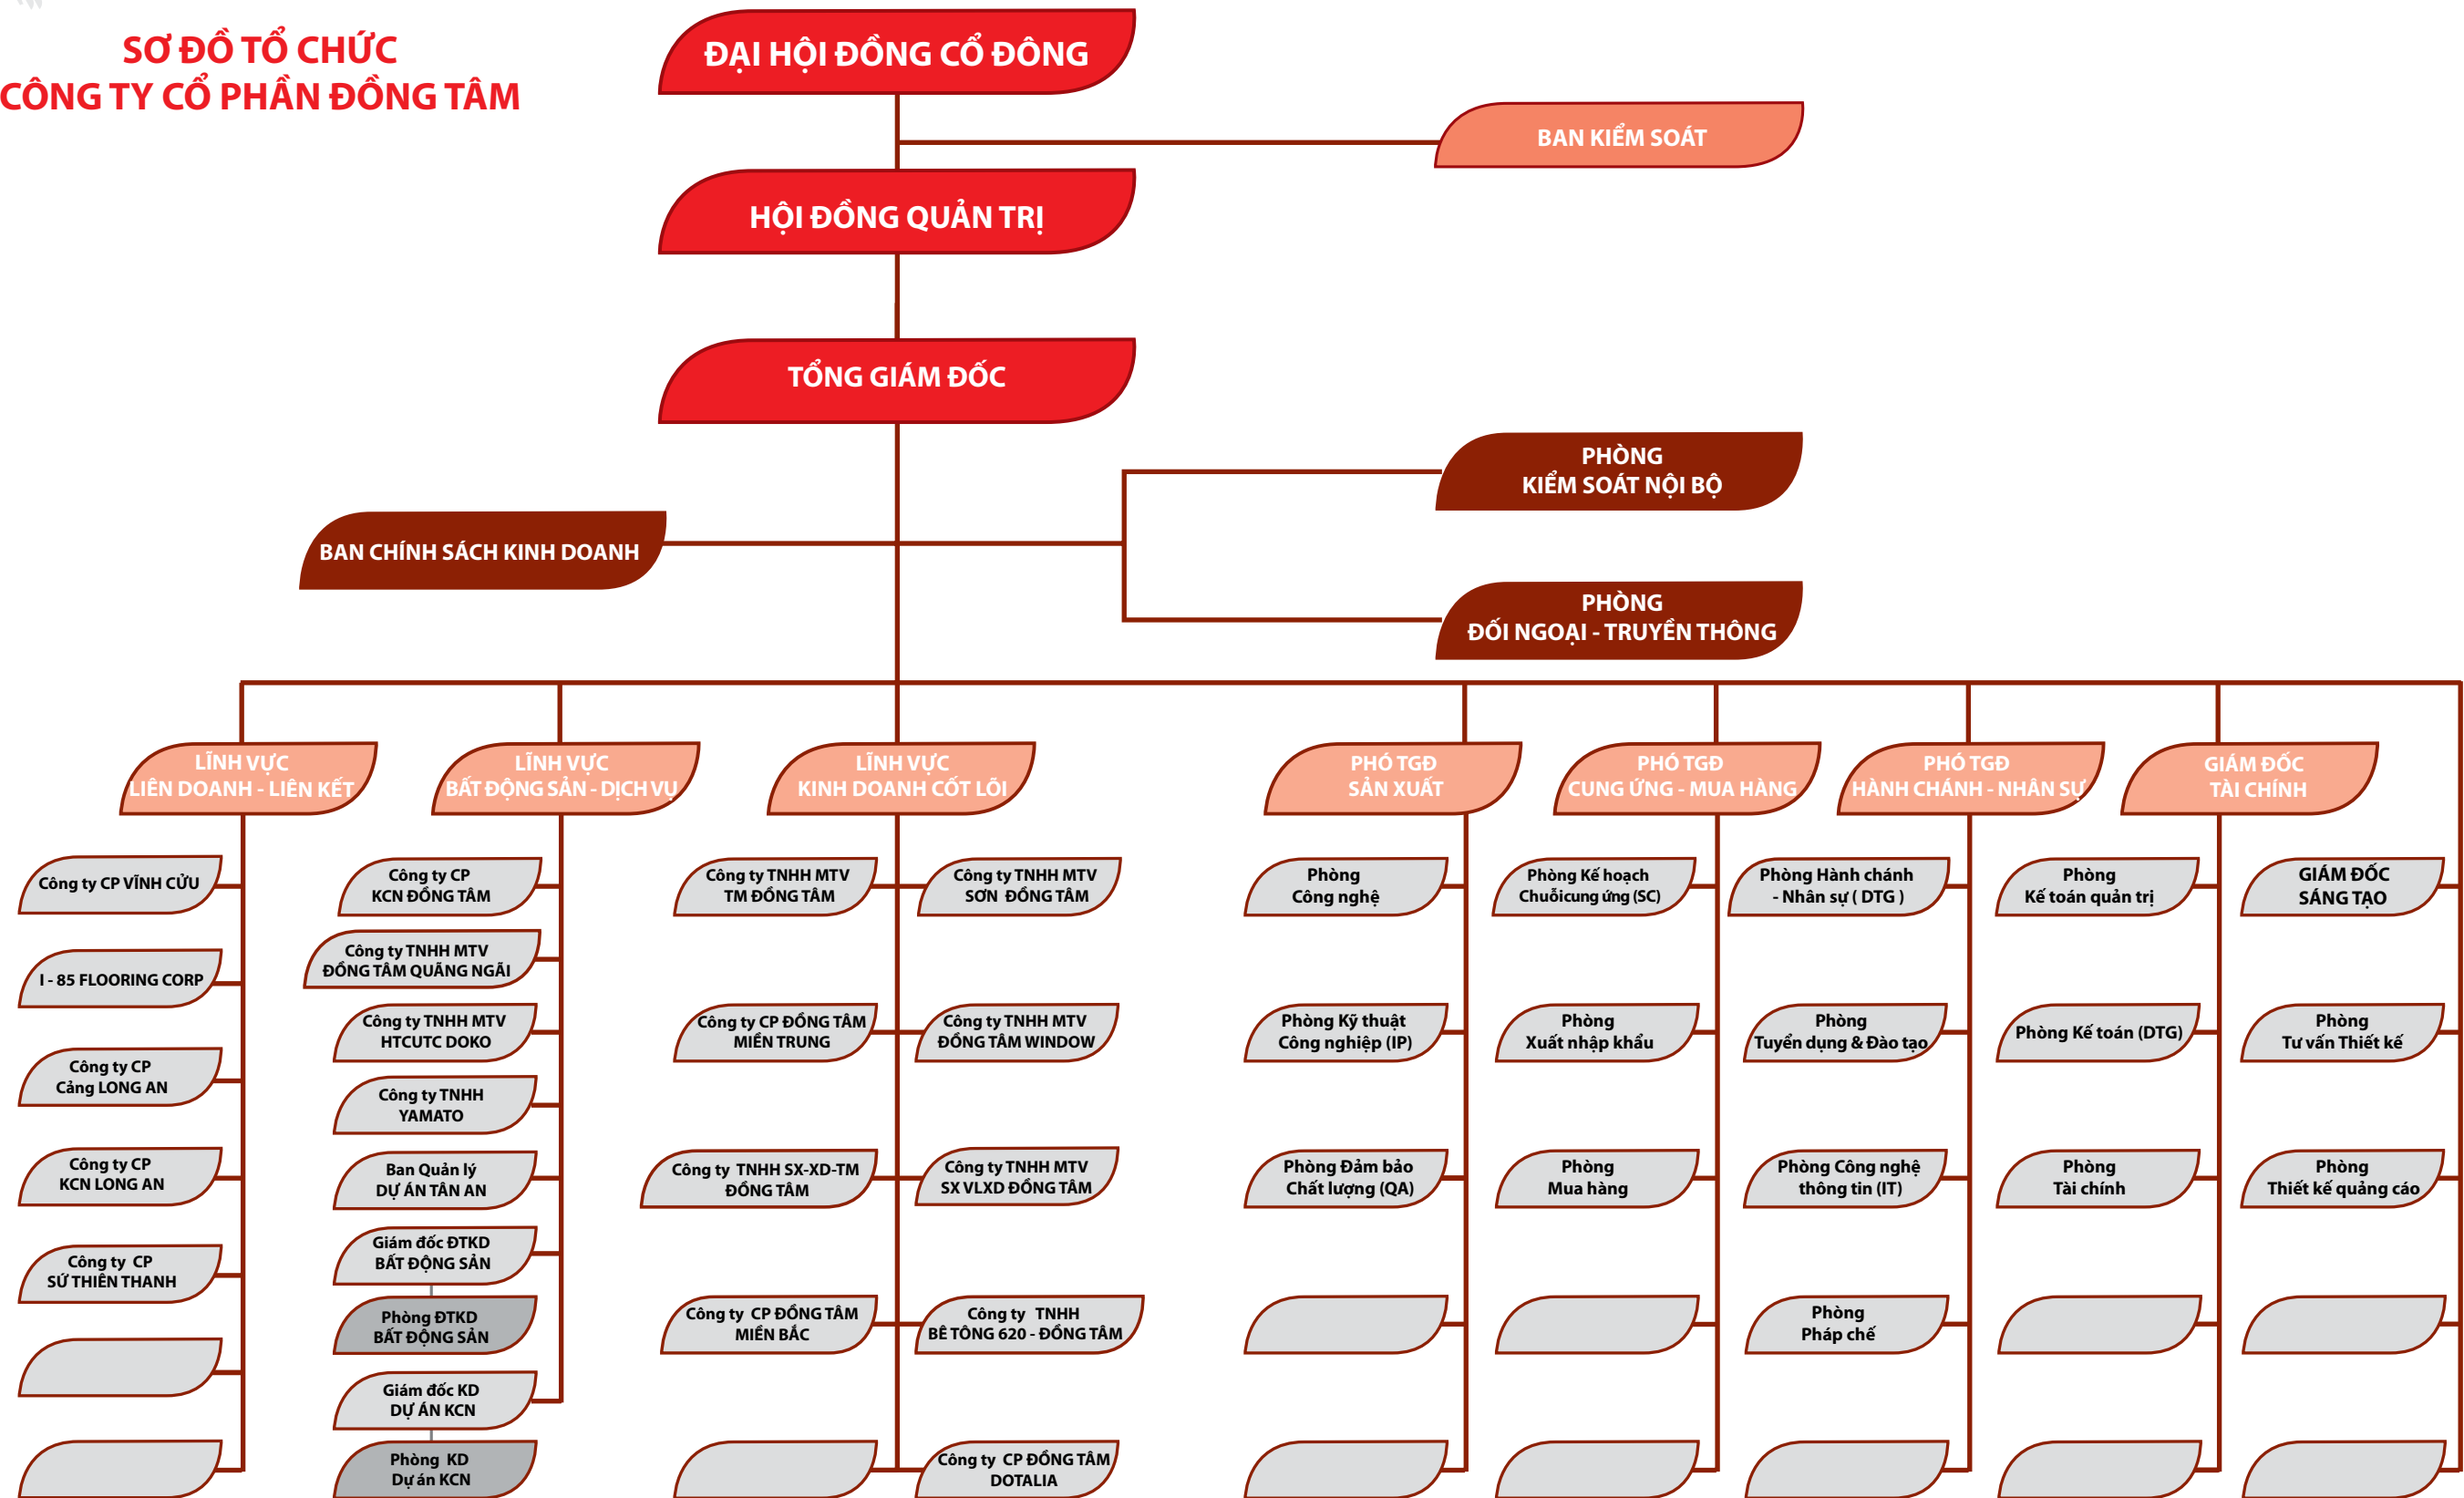 SƠ ĐỒ TỔ CHỨC
CÔNG TY CỔ PHẦN ĐỒNG TÂM
ĐẠI HỘI ĐỒNG CỔ ĐÔNG
BAN KIỂM SOÁT
HỘI ĐỒNG QUẢN TRỊ
TỔNG GIÁM ĐỐC
PHÒNG
KIỂM SOÁT NỘI BỘ
BAN CHÍNH SÁCH KINH DOANH
PHÒNG
ĐỐI NGOẠI - TRUYỀN THÔNG
LĨNH VỰC
LIÊN DOANH - LIÊN KẾT
LĨNH VỰC
BẤT ĐỘNG SẢN - DỊCH VỤ
LĨNH VỰC
KINH DOANH CỐT LÕI
PHÓ TGĐ
SẢN XUẤT
PHÓ TGĐ
CUNG ỨNG - MUA HÀNG
PHÓ TGĐ
HÀNH CHÁNH - NHÂN SỰ
GIÁM ĐỐC
TÀI CHÍNH
Công ty CP VĨNH CỬU
I - 85 FLOORING CORP
Công ty CP
Cảng LONG AN
Công ty CP
KCN LONG AN
Công ty CP
SỨ THIÊN THANH
Công ty CP
KCN ĐỒNG TÂM
Công ty TNHH MTV
ĐỒNG TÂM QUÃNG NGÃI
Công ty TNHH MTV
HTCUTC DOKO
Công ty TNHH
YAMATO
Ban Quản lý
DỰ ÁN TÂN AN
Giám đốc ĐTKD
BẤT ĐỘNG SẢN
Phòng ĐTKD
BẤT ĐỘNG SẢN
Giám đốc KD
DỰ ÁN KCN
Phòng KD
Dự án KCN
Công ty TNHH MTV
TM ĐỒNG TÂM
Công ty CP ĐỒNG TÂM
MIỀN TRUNG
Công ty TNHH SX-XD-TM
ĐỒNG TÂM
Công ty CP ĐỒNG TÂM
MIỀN BẮC
Công ty TNHH MTV
SƠN ĐỒNG TÂM
Công ty TNHH MTV
ĐỒNG TÂM WINDOW
Công ty TNHH MTV
SX VLXD ĐỒNG TÂM
Công ty TNHH
BÊ TÔNG 620 - ĐỒNG TÂM
Công ty CP ĐỒNG TÂM
DOTALIA
Phòng
Công nghệ
Phòng Kỹ thuật
Công nghiệp (IP)
Phòng Đảm bảo
Chất lượng (QA)
Phòng Kế hoạch
Chuỗicung ứng (SC)
Phòng
Xuất nhập khẩu
Phòng
Mua hàng
Phòng Hành chánh
- Nhân sự ( DTG )
Phòng
Tuyển dụng & Đào tạo
Phòng Công nghệ
thông tin (IT)
Phòng
Pháp chế
Phòng
Kế toán quản trị
Phòng Kế toán (DTG)
Phòng
Tài chính
GIÁM ĐỐC
SÁNG TẠO
Phòng
Tư vấn Thiết kế
Phòng
Thiết kế quảng cáo